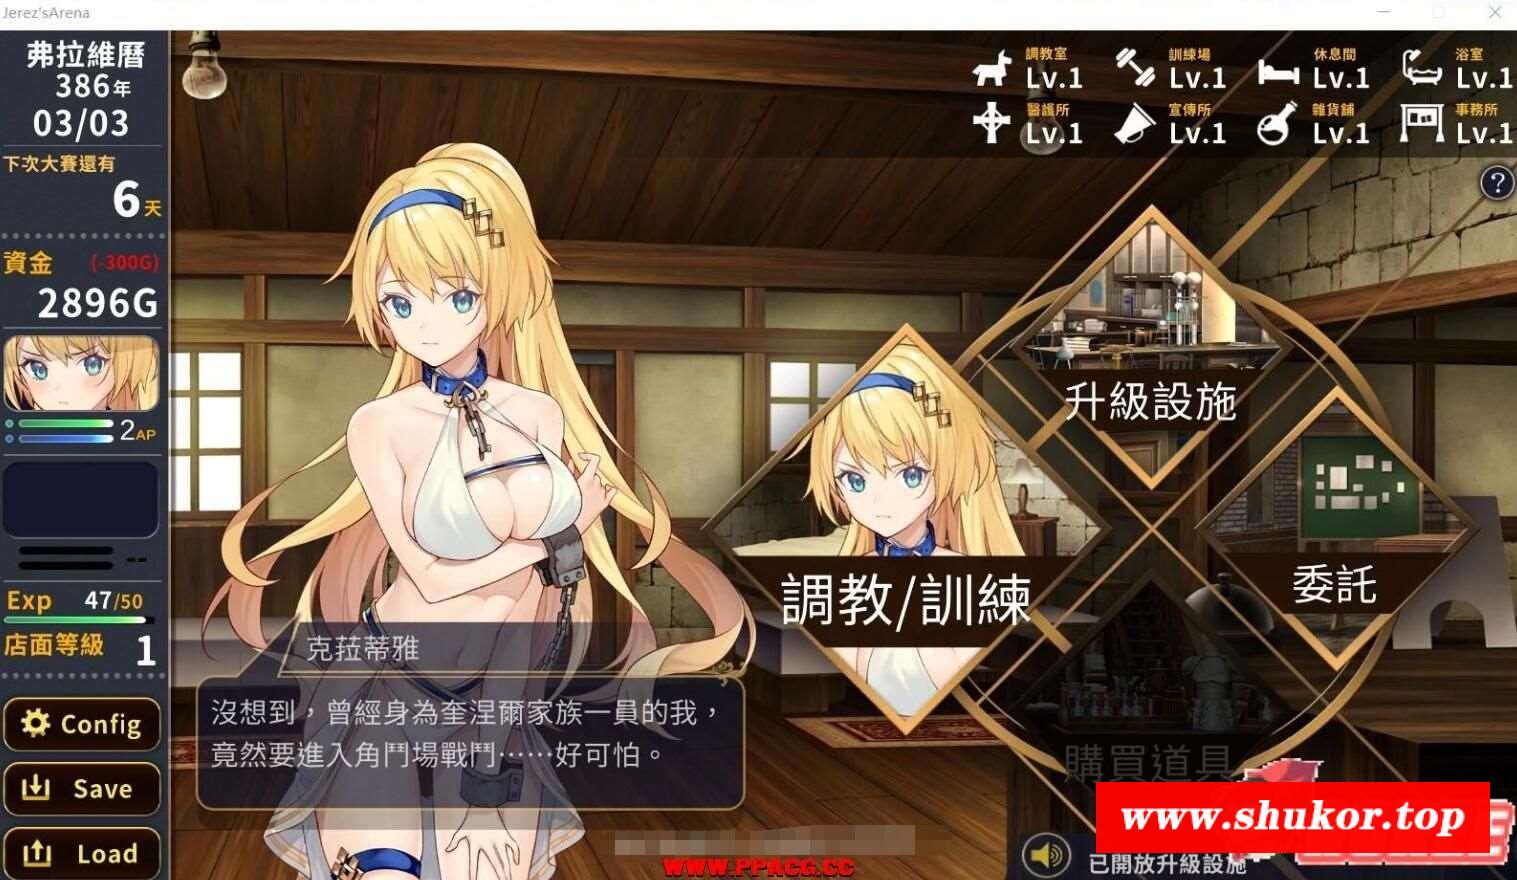 Jerez'sArena
弗拉維曆
386年
03/03
下次大賽還有
6天
資金 (-300G)
2896G
2AP
--
Exp 47/50
店面等級 1
Config
Save
Load
調教室 Lv.1
訓練場 Lv.1
休息間 Lv.1
浴室 Lv.1
醫護所 Lv.1
宣傳所 Lv.1
雜貨舖 Lv.1
事務所 Lv.1
?
升級設施
調教/訓練
委託
購買道具
克菈蒂雅
沒想到，曾經身為奎涅爾家族一員的我，
竟然要進入角鬥場戰鬥……好可怕。
已開放升級設施
www.shukor.top
WWW.PPACG.CC